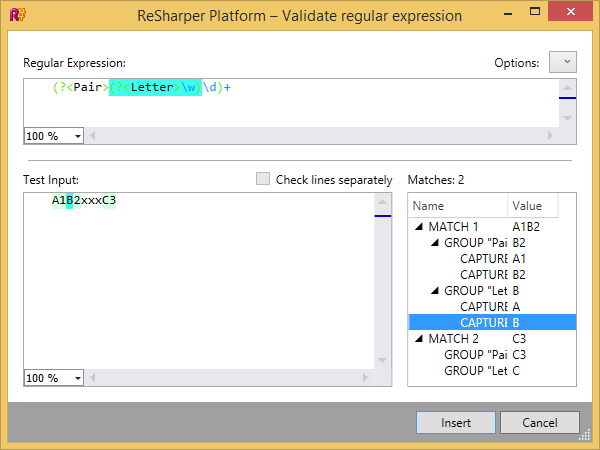 R# ReSharper Platform – Validate regular expression
Regular Expression: Options:
(?<Pair>(?<Letter>\w)\d)+
100 %
Test Input: Check lines separately Matches: 2
A1B2xxxC3
Name Value
MATCH 1 A1B2
GROUP "Pai B2
CAPTURE A1
CAPTURE B2
GROUP "Let B
CAPTURE A
CAPTURE B
MATCH 2 C3
GROUP "Pai C3
GROUP "Let C
100 %
Insert Cancel